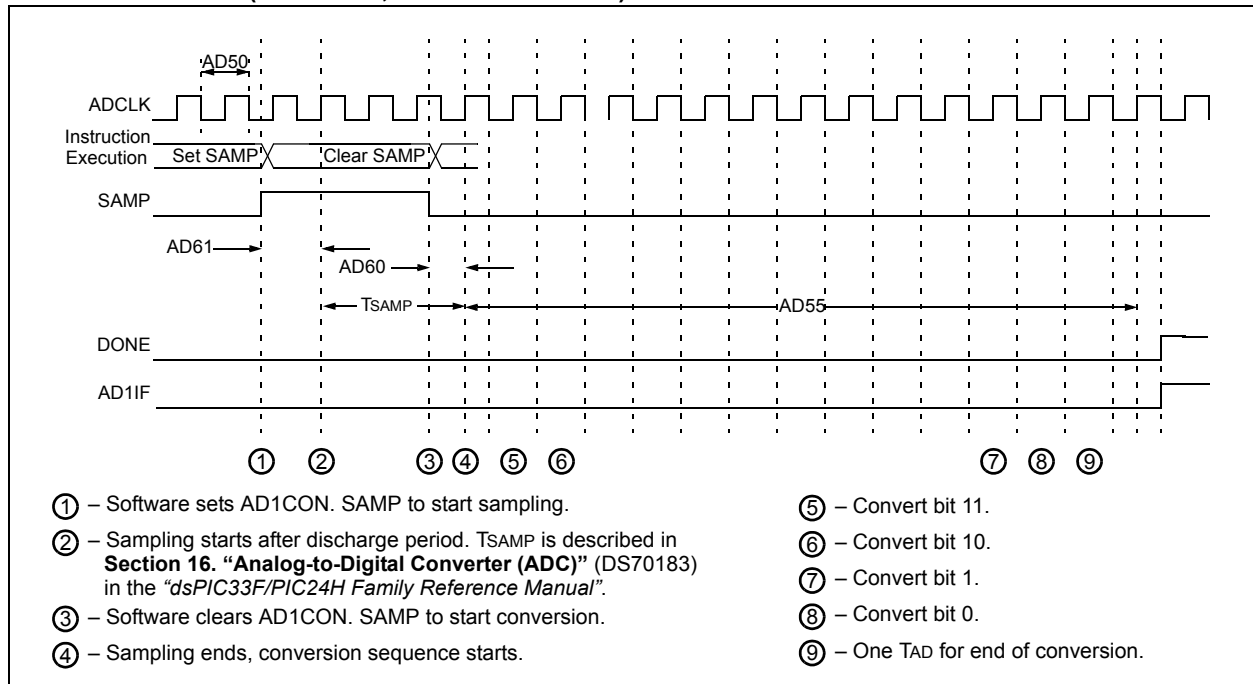 AD50
ADCLK
Instruction
Execution
Set SAMP
Clear SAMP
SAMP
AD61
AD60
TSAMP
AD55
DONE
AD1IF
1 2 3 4 5 6 7 8 9
1 – Software sets AD1CON. SAMP to start sampling.
2 – Sampling starts after discharge period. TSAMP is described in
Section 16. “Analog-to-Digital Converter (ADC)” (DS70183)
in the “dsPIC33F/PIC24H Family Reference Manual”.
3 – Software clears AD1CON. SAMP to start conversion.
4 – Sampling ends, conversion sequence starts.
5 – Convert bit 11.
6 – Convert bit 10.
7 – Convert bit 1.
8 – Convert bit 0.
9 – One TAD for end of conversion.